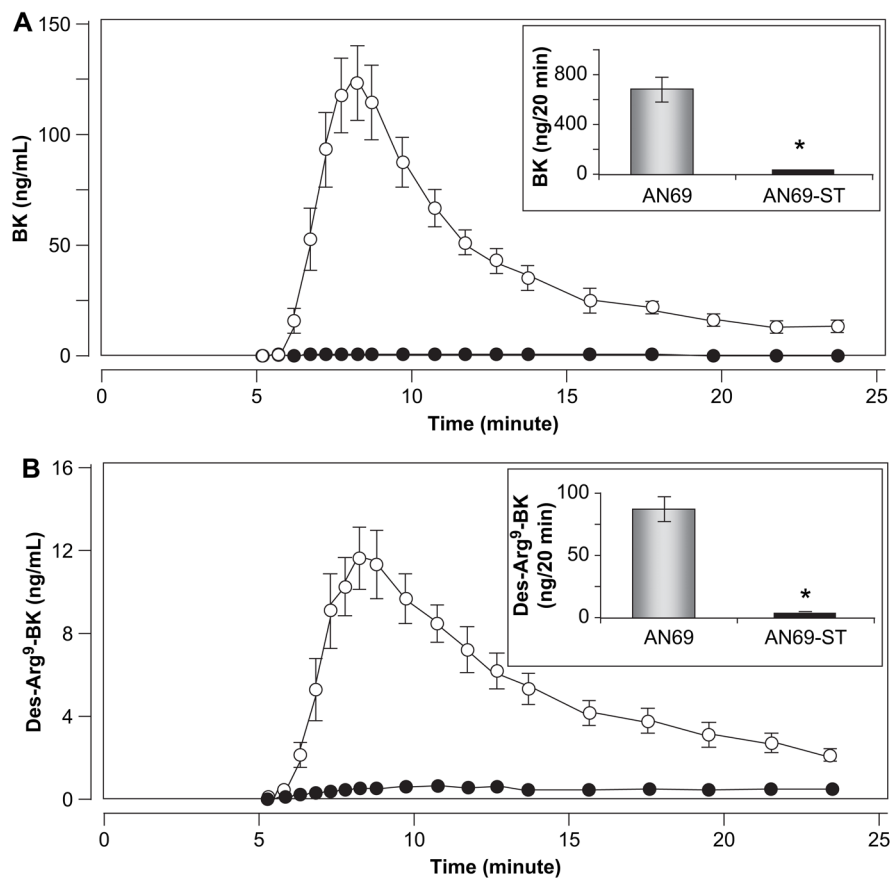 A
150
100
50
0
BK (ng/mL)
0 5 10 15 20 25
Time (minute)
800
400
0
BK (ng/20 min)
*
AN69 AN69-ST
B
16
12
8
4
0
Des-Arg⁹-BK (ng/mL)
0 5 10 15 20 25
Time (minute)
100
50
0
Des-Arg⁹-BK
(ng/20 min)
*
AN69 AN69-ST